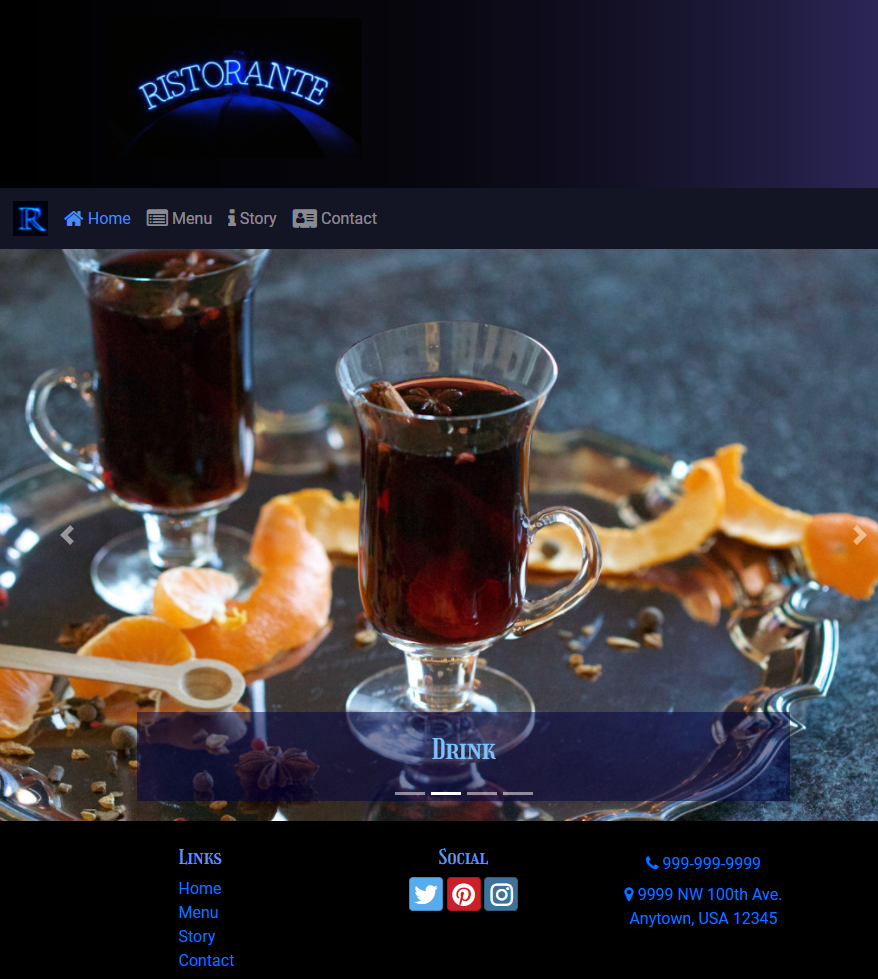 RISTORANTE
R Home Menu Story Contact
Drink
Links
Home
Menu
Story
Contact
Social
999-999-9999
9999 NW 100th Ave.
Anytown, USA 12345